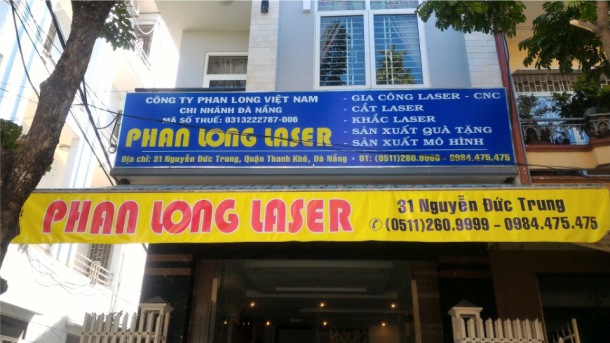 CÔNG TY PHAN LONG VIỆT NAM
CHI NHÁNH ĐÀ NẴNG
MÃ SỐ THUẾ: 0313222787-006
PHAN LONG LASER
- GIA CÔNG LASER - CNC
- CẮT LASER
- KHẮC LASER
- SẢN XUẤT QUÀ TẶNG
- SẢN XUẤT MÔ HÌNH
Địa chỉ: 31 Nguyễn Đức Trung, Quận Thanh Khê, Đà Nẵng • ĐT: (0511)260.9999 - 0984.475.475
PHAN LONG LASER
31 Nguyễn Đức Trung
✆ (0511)260.9999 - 0984.475.475